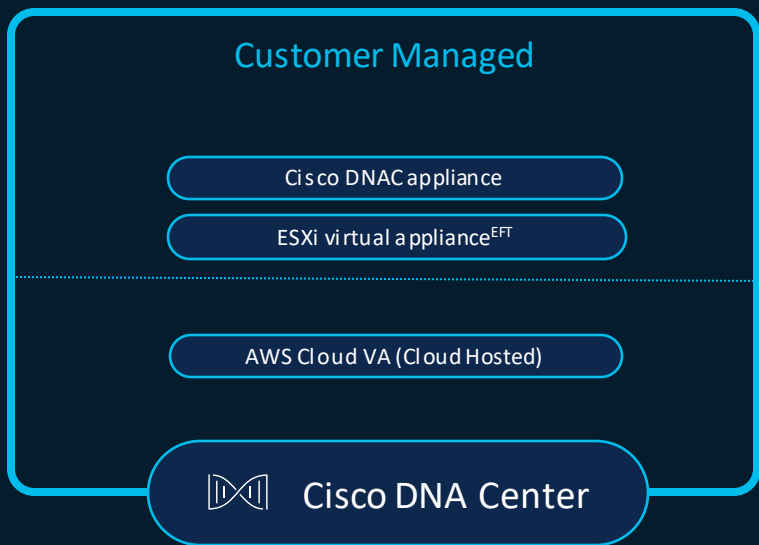 Customer Managed
Cisco DNAC appliance
ESXi virtual applianceEFT
AWS Cloud VA (Cloud Hosted)
Cisco DNA Center